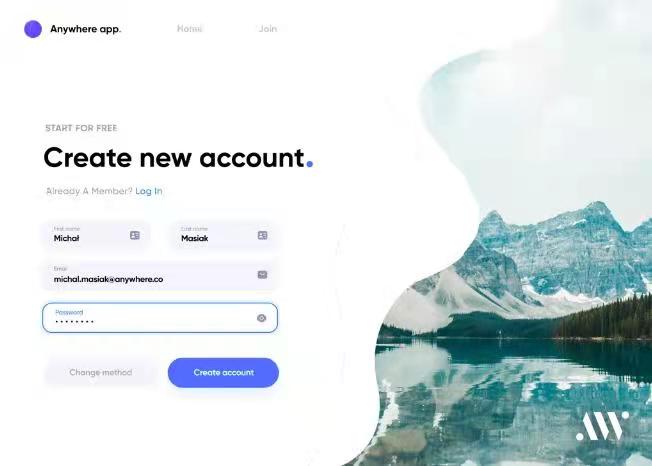 Anywhere app.
Home
Join
START FOR FREE
Create new account.
Already A Member? Log In
First name
Michał
Last name
Masiak
Email
michal.masiak@anywhere.co
Password
Change method
Create account
AW